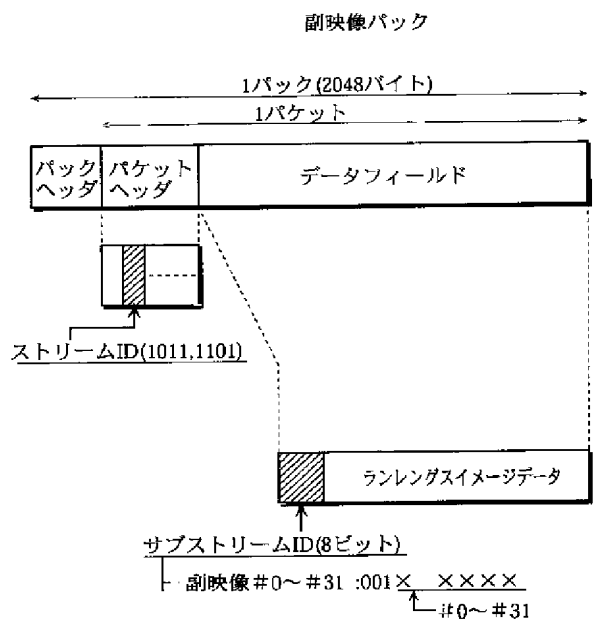 副映像パック
1パック(2048バイト)
1パケット
パック
ヘッダ
パケット
ヘッダ
データフィールド
ストリームID(1011,1101)
ランレングスイメージデータ
サブストリームID(8ビット)
副映像#0~#31 :001× ××××
#0~#31